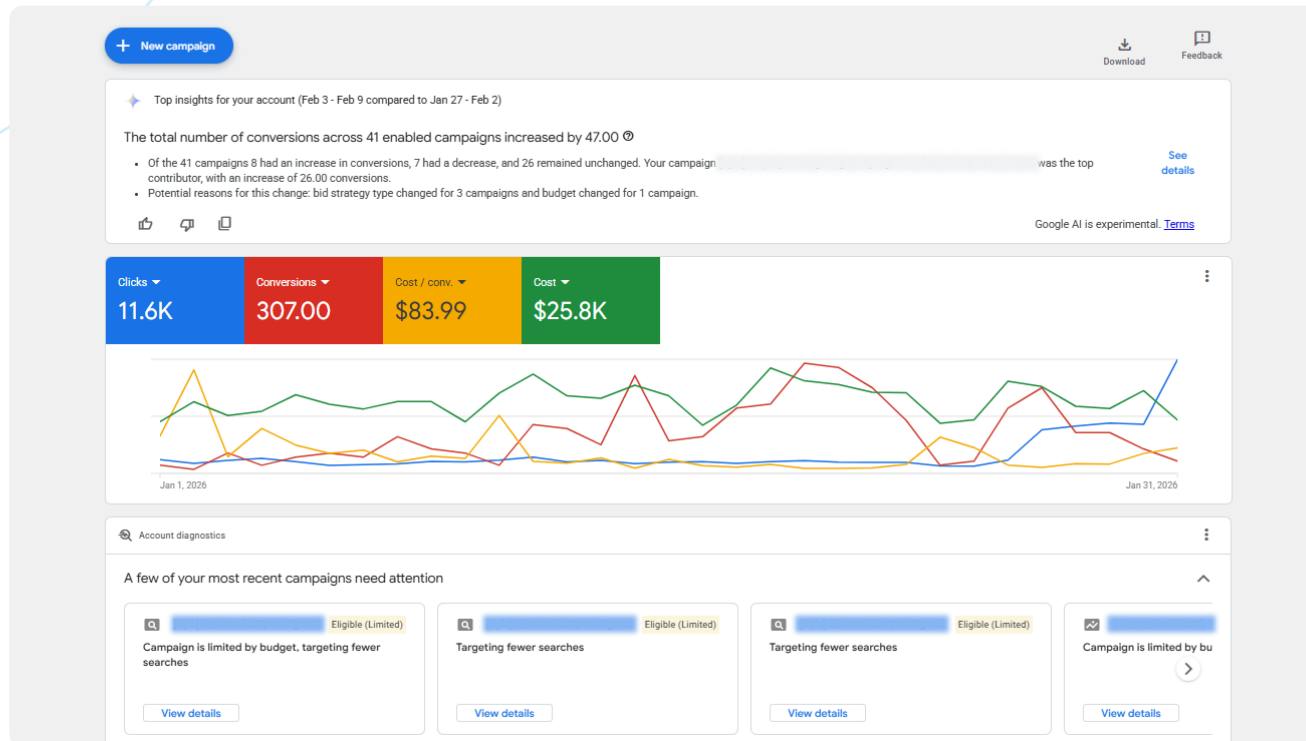 New campaign
Download
Feedback
Top insights for your account (Feb 3 - Feb 9 compared to Jan 27 - Feb 2)
The total number of conversions across 41 enabled campaigns increased by 47.00
Of the 41 campaigns 8 had an increase in conversions, 7 had a decrease, and 26 remained unchanged. Your campaign was the top
contributor, with an increase of 26.00 conversions.
Potential reasons for this change: bid strategy type changed for 3 campaigns and budget changed for 1 campaign.
See
details
Google AI is experimental. Terms
Clicks
Conversions
Cost / conv.
Cost
11.6K
307.00
$83.99
$25.8K
Jan 1, 2026
Jan 31, 2026
Account diagnostics
A few of your most recent campaigns need attention
Eligible (Limited)
Campaign is limited by budget, targeting fewer
searches
View details
Eligible (Limited)
Targeting fewer searches
View details
Eligible (Limited)
Targeting fewer searches
View details
Campaign is limited by bu
View details